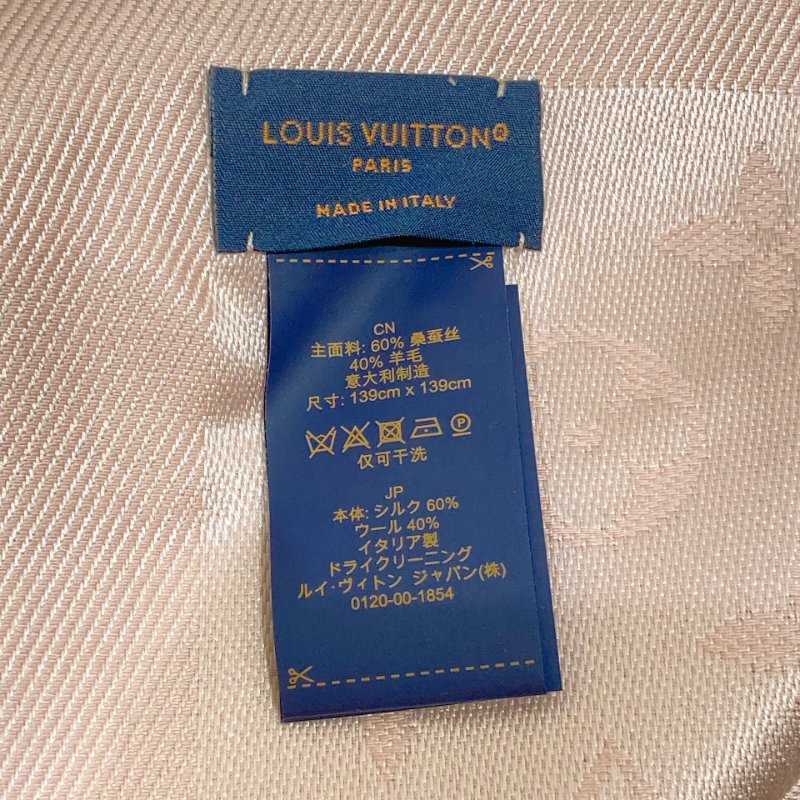 LOUIS VUITTON®
PARIS
MADE IN ITALY
CN
主面料: 60% 桑蚕丝
40% 羊毛
意大利制造
尺寸: 139cm x 139cm
P
仅可干洗
JP
本体: シルク 60%
ウール 40%
イタリア製
ドライクリーニング
ルイ・ヴィトン ジャパン(株)
0120-00-1854